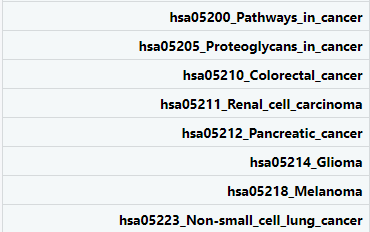 hsa05200_Pathways_in_cancer
hsa05205_Proteoglycans_in_cancer
hsa05210_Colorectal_cancer
hsa05211_Renal_cell_carcinoma
hsa05212_Pancreatic_cancer
hsa05214_Glioma
hsa05218_Melanoma
hsa05223_Non-small_cell_lung_cancer